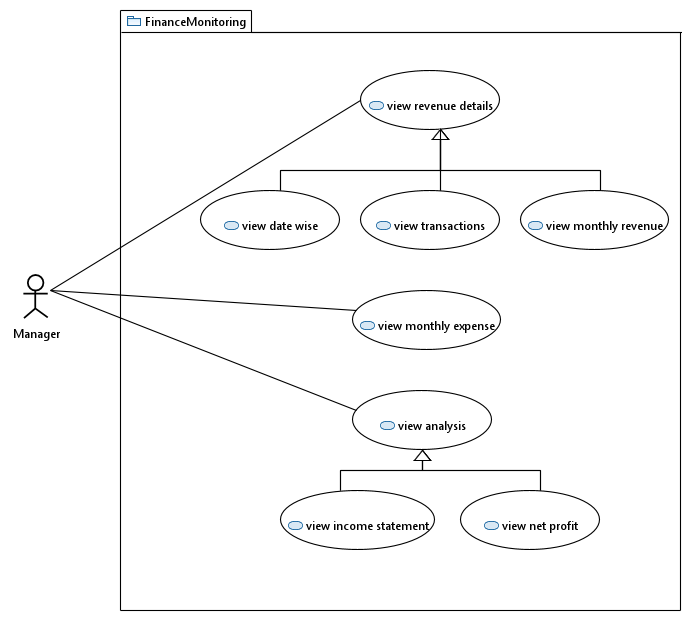 FinanceMonitoring
view revenue details
view date wise
view transactions
view monthly revenue
Manager
view monthly expense
view analysis
view income statement
view net profit